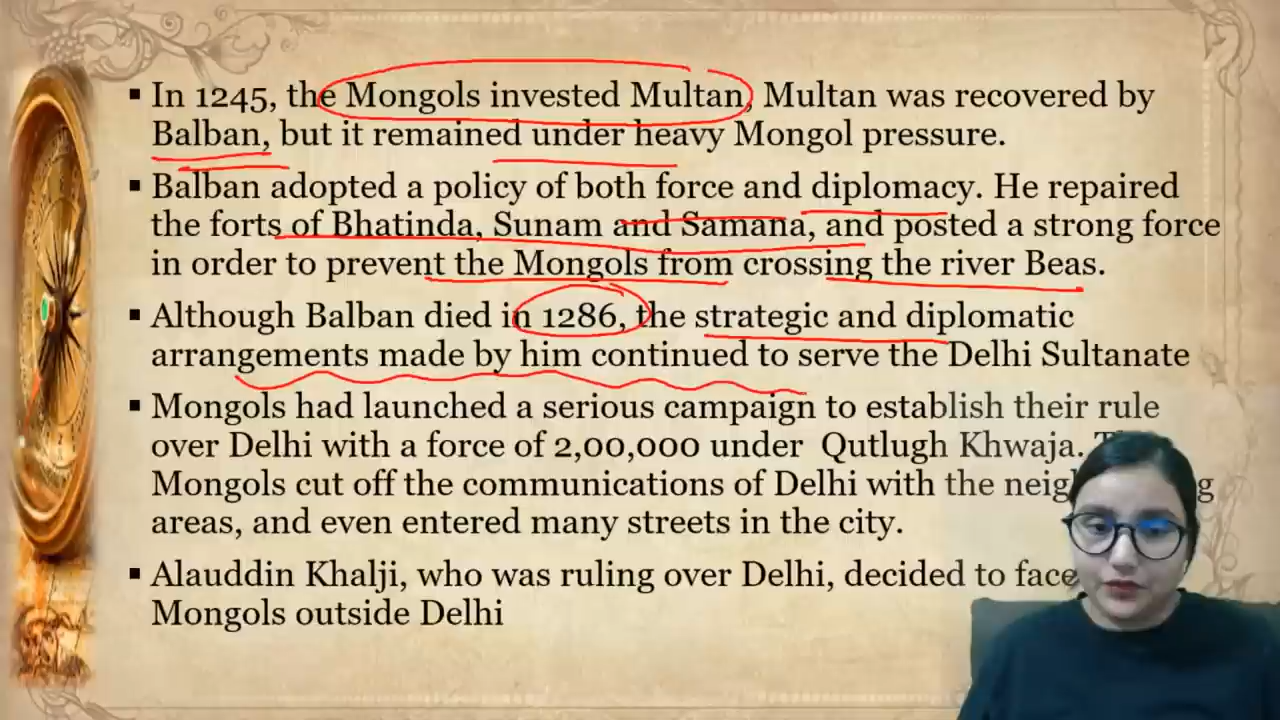 ▪ In 1245, the Mongols invested Multan, Multan was recovered by
Balban, but it remained under heavy Mongol pressure.
▪ Balban adopted a policy of both force and diplomacy. He repaired
the forts of Bhatinda, Sunam and Samana, and posted a strong force
in order to prevent the Mongols from crossing the river Beas.
▪ Although Balban died in 1286, the strategic and diplomatic
arrangements made by him continued to serve the Delhi Sultanate
▪ Mongols had launched a serious campaign to establish their rule
over Delhi with a force of 2,00,000 under Qutlugh Khwaja.
Mongols cut off the communications of Delhi with the
areas, and even entered many streets in the city.
▪ Alauddin Khalji, who was ruling over Delhi, decided to face
Mongols outside Delhi